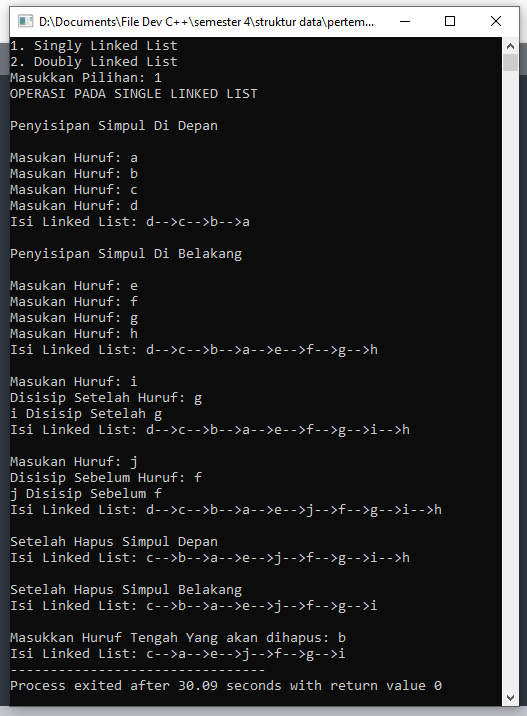 D:\Documents\File Dev C++\semester 4\struktur data\pertem...
1. Singly Linked List
2. Doubly Linked List
Masukkan Pilihan: 1
OPERASI PADA SINGLE LINKED LIST
Penyisipan Simpul Di Depan
Masukan Huruf: a
Masukan Huruf: b
Masukan Huruf: c
Masukan Huruf: d
Isi Linked List: d-->c-->b-->a
Penyisipan Simpul Di Belakang
Masukan Huruf: e
Masukan Huruf: f
Masukan Huruf: g
Masukan Huruf: h
Isi Linked List: d-->c-->b-->a-->e-->f-->g-->h
Masukan Huruf: i
Disisip Setelah Huruf: g
i Disisip Setelah g
Isi Linked List: d-->c-->b-->a-->e-->f-->g-->i-->h
Masukan Huruf: j
Disisip Sebelum Huruf: f
j Disisip Sebelum f
Isi Linked List: d-->c-->b-->a-->e-->j-->f-->g-->i-->h
Setelah Hapus Simpul Depan
Isi Linked List: c-->b-->a-->e-->j-->f-->g-->i-->h
Setelah Hapus Simpul Belakang
Isi Linked List: c-->b-->a-->e-->j-->f-->g-->i
Masukkan Huruf Tengah Yang akan dihapus: b
Isi Linked List: c-->a-->e-->j-->f-->g-->i
--------------------------------
Process exited after 30.09 seconds with return value 0